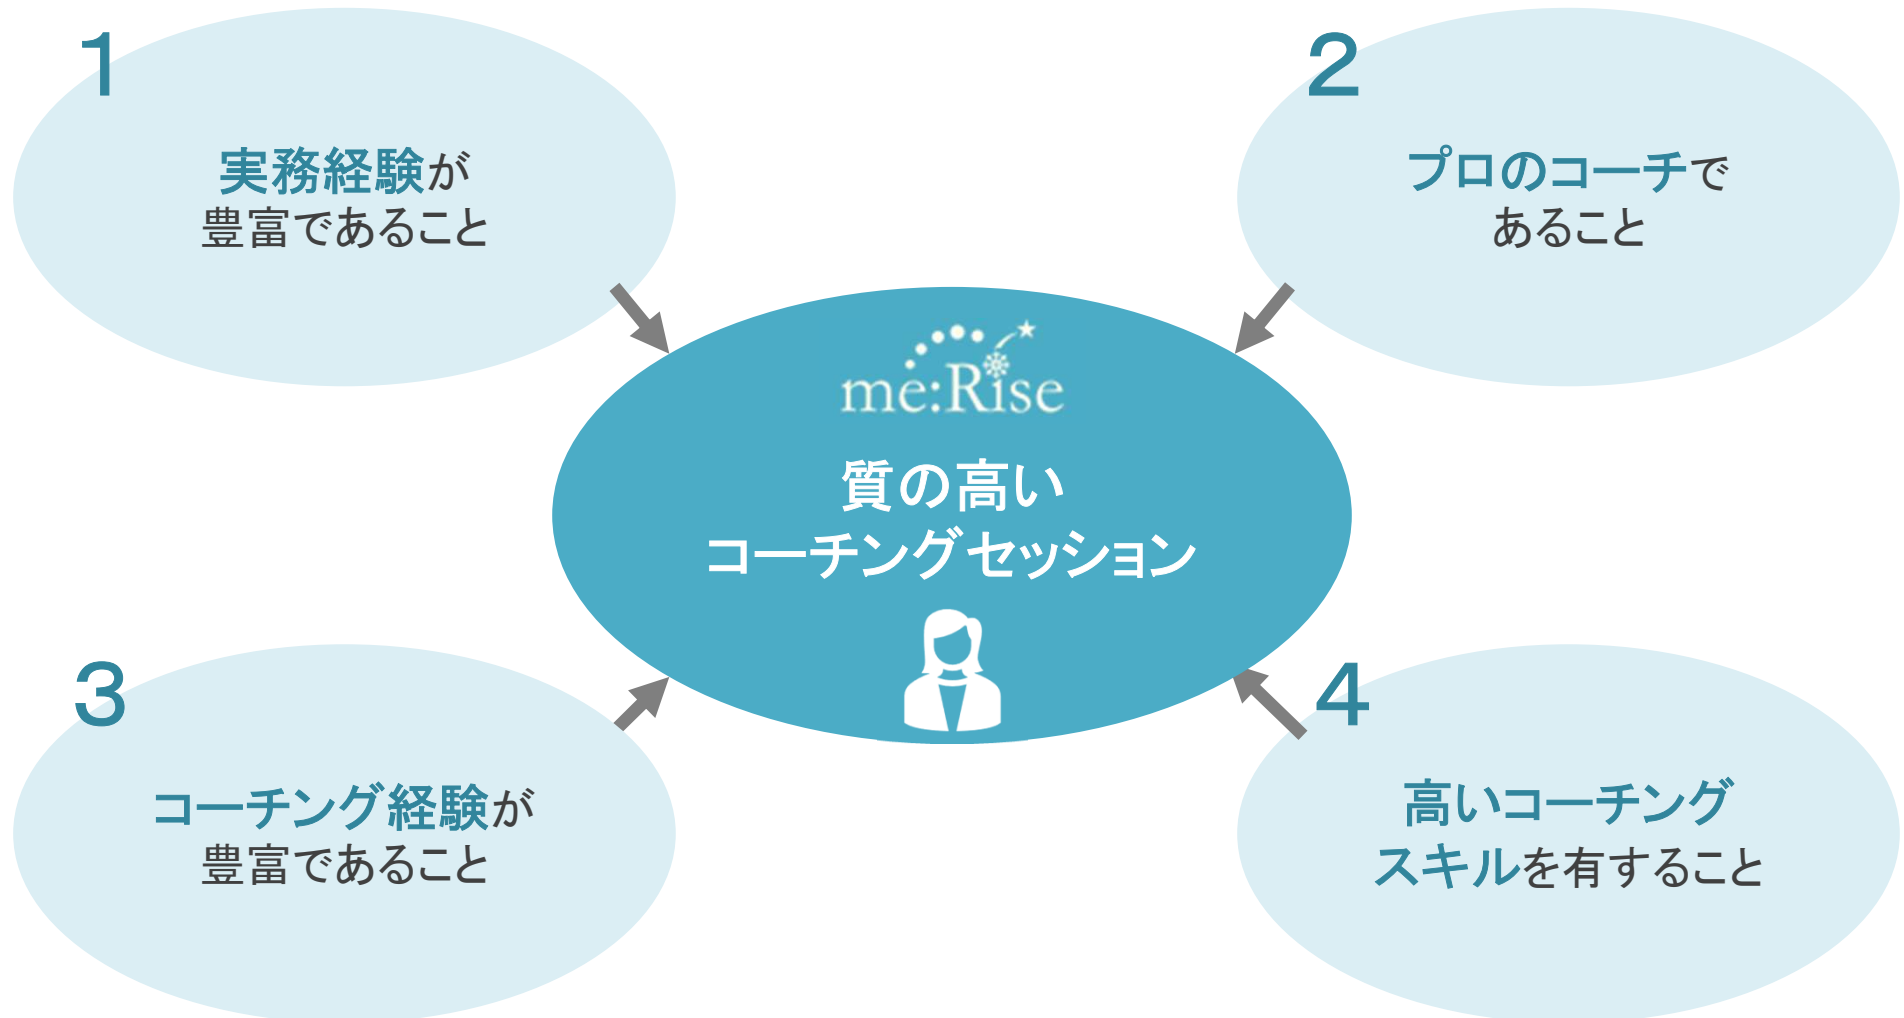 1
実務経験が
豊富であること
2
プロのコーチで
あること
me:Rise
質の高い
コーチングセッション
3
コーチング経験が
豊富であること
4
高いコーチング
スキルを有すること